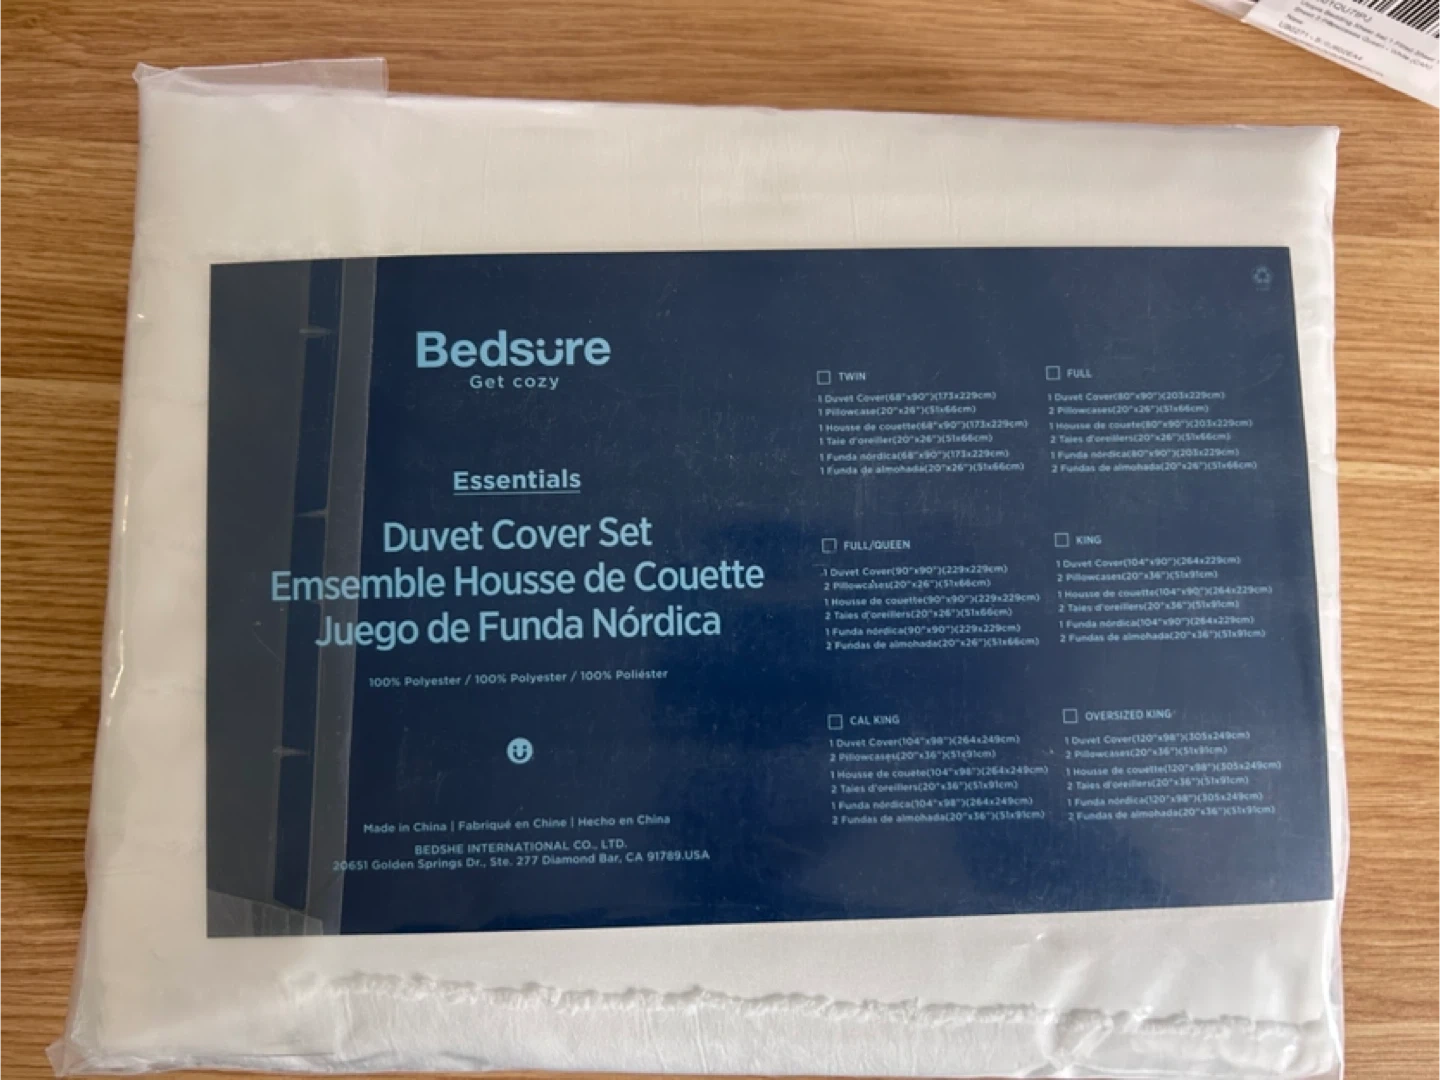 Bedsure
Get cozy
Essentials
Duvet Cover Set
Emsemble Housse de Couette
Juego de Funda Nórdica
100% Polyester / 100% Polyester / 100% Poliéster
Made in China | Fabriqué en Chine | Hecho en China
BEDSHE INTERNATIONAL CO., LTD.
20651 Golden Springs Dr., Ste. 277 Diamond Bar, CA 91789.USA
TWIN
1 Duvet Cover(68"x90")(173x229cm)
1 Pillowcase(20"x26")(51x66cm)
1 Housse de couette(68"x90")(173x229cm)
1 Taie d'oreiller(20"x26")(51x66cm)
1 Funda nórdica(68"x90")(173x229cm)
1 Funda de almohada(20"x26")(51x66cm)
FULL
1 Duvet Cover(80"x90")(203x229cm)
2 Pillowcases(20"x26")(51x66cm)
1 Housse de couete(80"x90")(203x229cm)
2 Taies d'oreillers(20"x26")(51x66cm)
1 Funda nórdica(80"x90")(203x229cm)
2 Fundas de almohada(20"x26")(51x66cm)
FULL/QUEEN
1 Duvet Cover(90"x90")(229x229cm)
2 Pillowcases(20"x26")(51x66cm)
1 Housse de couette(90"x90")(229x229cm)
2 Taies d'oreillers(20"x26")(51x66cm)
1 Funda nórdica(90"x90")(229x229cm)
2 Fundas de almohada(20"x26")(51x66cm)
KING
1 Duvet Cover(104"x90")(264x229cm)
2 Pillowcases(20"x36")(51x91cm)
1 Housse de couette(104"x90")(264x229cm)
2 Taies d'oreillers(20"x36")(51x91cm)
1 Funda nórdica(104"x90")(264x229cm)
2 Fundas de almohada(20"x36")(51x91cm)
CAL KING
1 Duvet Cover(104"x98")(264x249cm)
2 Pillowcases(20"x36")(51x91cm)
1 Housse de couete(104"x98")(264x249cm)
2 Taies d'oreillers(20"x36")(51x91cm)
1 Funda nórdica(104"x98")(264x249cm)
2 Fundas de almohada(20"x36")(51x91cm)
OVERSIZED KING
1 Duvet Cover(120"x98")(305x249cm)
2 Pillowcases(20"x36")(51x91cm)
1 Housse de couette(120"x98")(305x249cm)
2 Taies d'oreillers(20"x36")(51x91cm)
1 Funda nórdica(120"x98")(305x249cm)
2 Fundas de almohada(20"x36")(51x91cm)